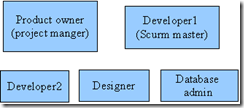 Product owner
(project manger)
Developer1
(Scurm master)
Developer2
Designer
Database
admin